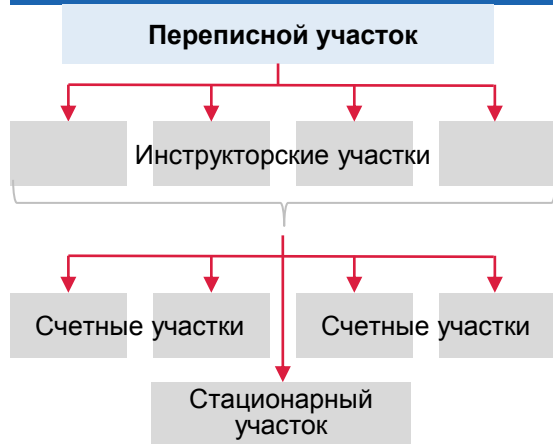 Переписной участок
Инструкторские участки
Счетные участки
Счетные участки
Стационарный
участок